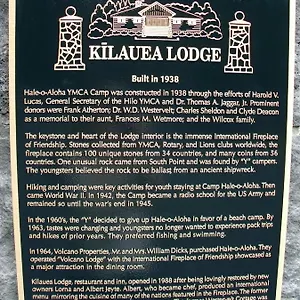 KĪLAUEA LODGE
Built in 1938
Hale-o-Aloha YMCA Camp was constructed in 1938 through the efforts of Harold V.
Lucas, General Secretary of the Hilo YMCA and Dr. Thomas A. Jaggar, Jr. Prominent
donors were Frank Atherton; Dr. W.D. Westervelt; Charles Sheldon and Clyde Deacon
as a memorial to their aunt, Frances M. Wetmore; and the Wilcox family.
The keystone and heart of the Lodge interior is the immense International Fireplace
of Friendship. Stones collected from YMCA, Rotary, and Lions clubs worldwide, the
fireplace contains 100 unique stones from 34 countries, and many coins from 36
countries. One unusual rock came from South Point and was found by "Y" campers.
The youngsters believed the rock to be ballast from an ancient shipwreck.
Hiking and camping were key activities for youth staying at Camp Hale-o-Aloha. Then
came World War II. In 1942, the Camp became a radio school for the US Army and
remained so until the war's end in 1945.
In the 1960's, the "Y" decided to give up Hale-o-Aloha in favor of a beach camp. By
1963, tastes were changing and youngsters no longer wanted to experience pack trips
and hikes of prior years. They preferred fishing and swimming.
In 1964, Volcano Properties, Mr. and Mrs. William Dicks, purchased Hale-o-Aloha. They
operated "Volcano Lodge" with the International Fireplace of Friendship showcased as
a major attraction in the dining room.
Kilauea Lodge, restaurant and inn, opened in 1988 after being lovingly restored by new
owners Lorna and Albert Jeyte. Albert, who became chef, produced an international
menu mirroring the cuisine of many of the nations featured in the Fireplace. The former
Cottage was